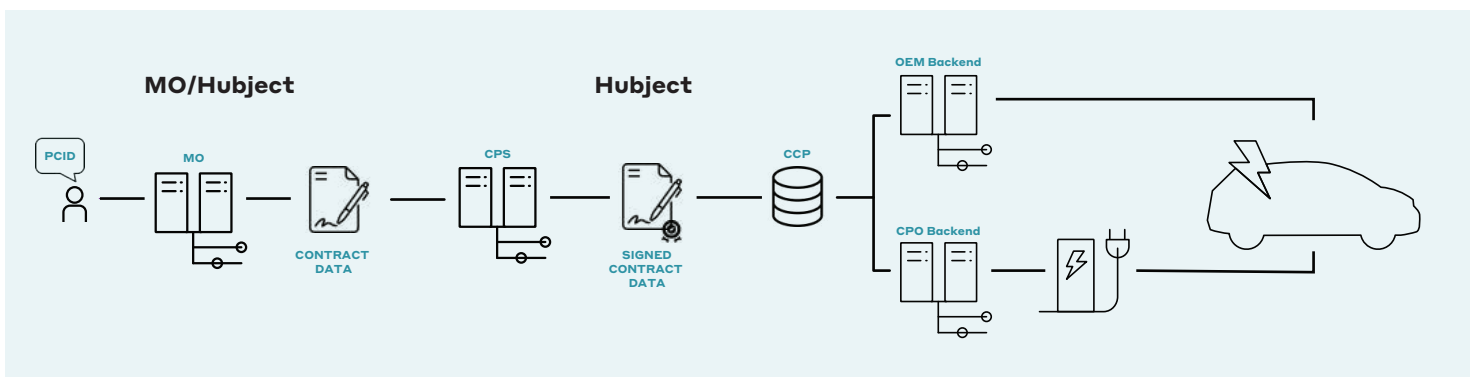 MO/Hubject
Hubject
OEM Backend
PCID
MO
CPS
CCP
CPO Backend
CONTRACT
DATA
SIGNED
CONTRACT
DATA